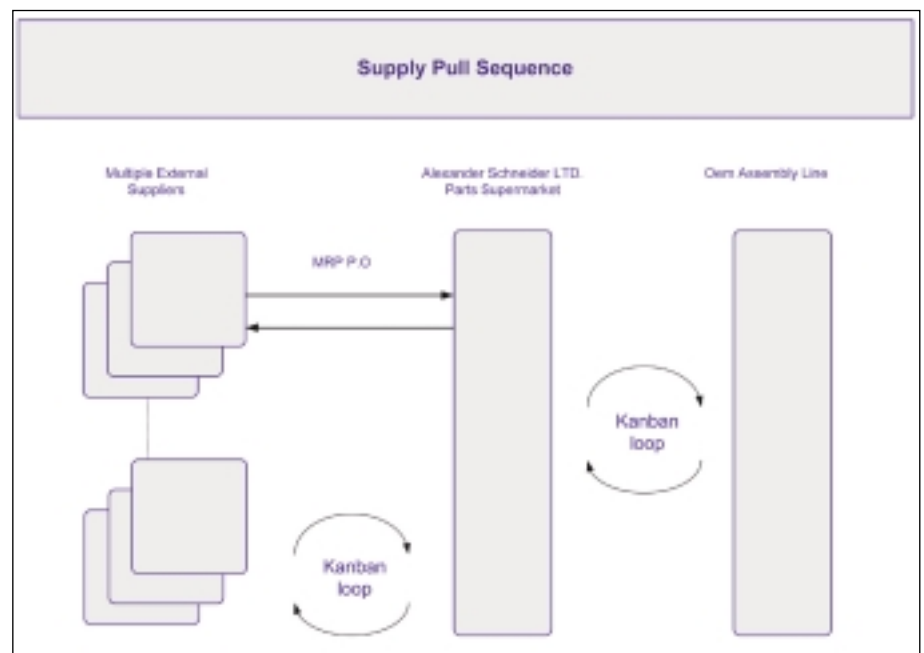 Supply Pull Sequence
Multiple External
Suppliers
Alexander Schneider LTD.
Parts Supermarket
Oem Assembly Line
MRP P.O
Kanban
loop
Kanban
loop